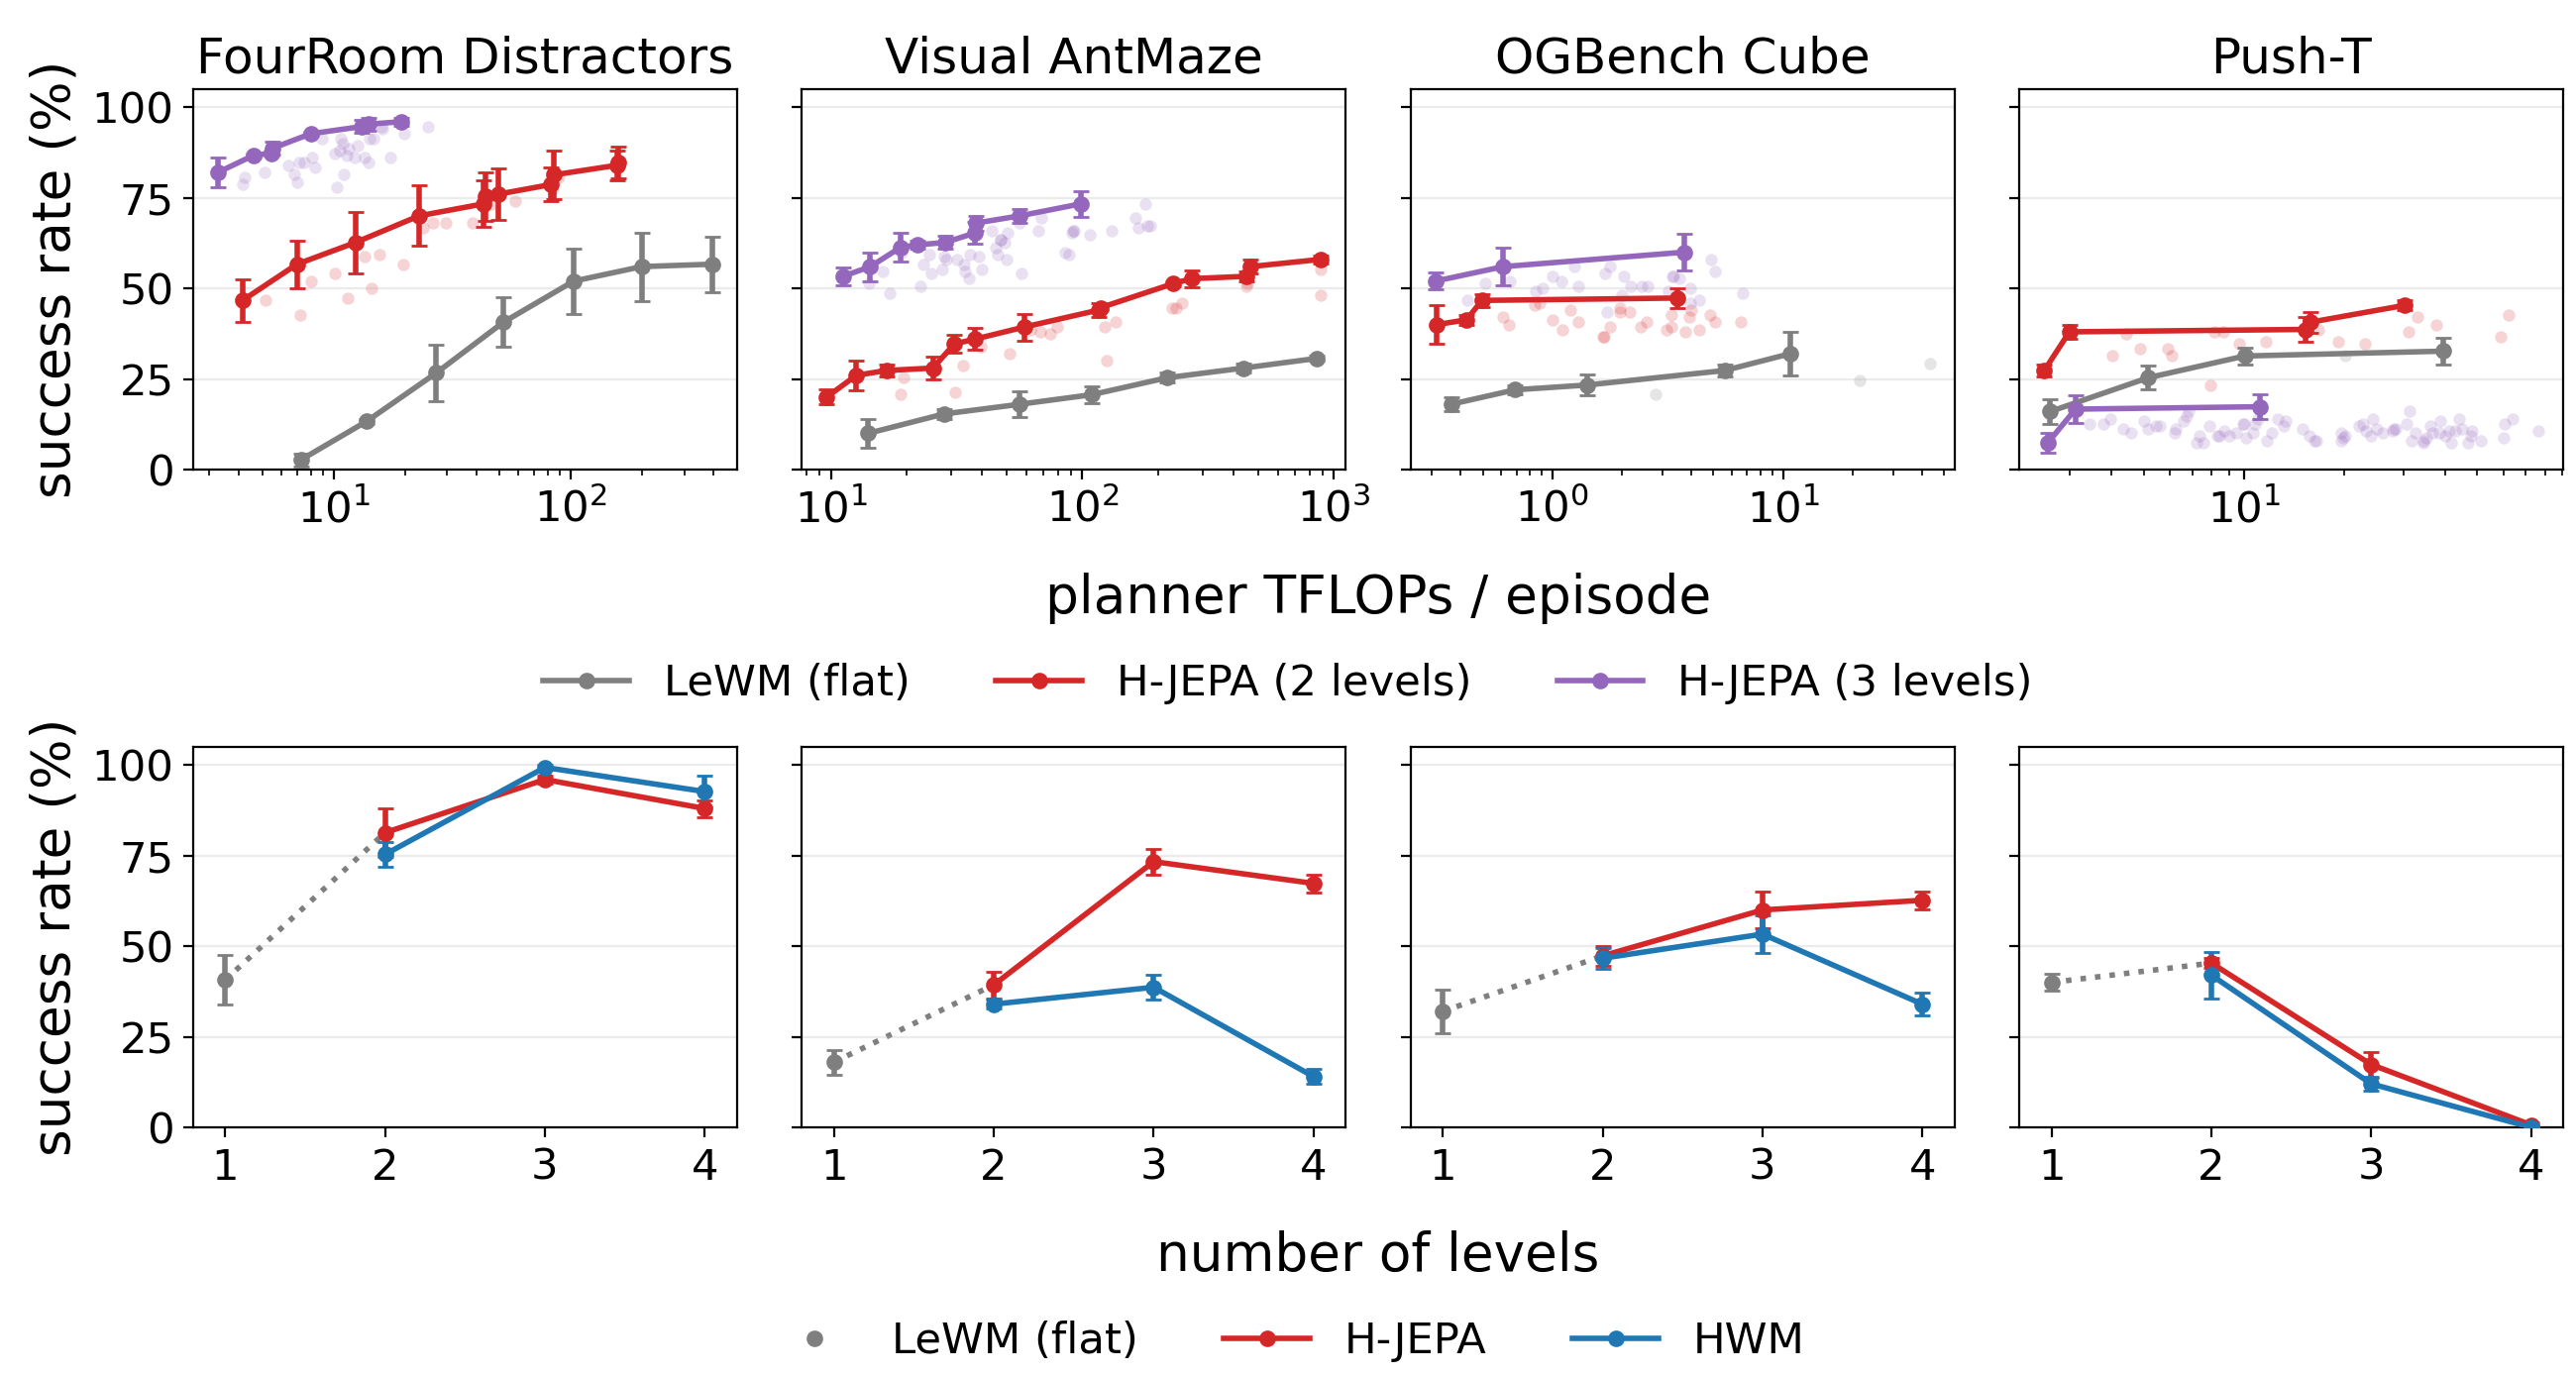 FourRoom Distractors Visual AntMaze OGBench Cube Push-T
success rate (%)
100
75
50
25
0
10¹ 10² 10¹ 10² 10³ 10⁰ 10¹ 10¹
planner TFLOPs / episode
LeWM (flat) H-JEPA (2 levels) H-JEPA (3 levels)
success rate (%)
100
75
50
25
0
1 2 3 4 1 2 3 4 1 2 3 4 1 2 3 4
number of levels
LeWM (flat) H-JEPA HWM